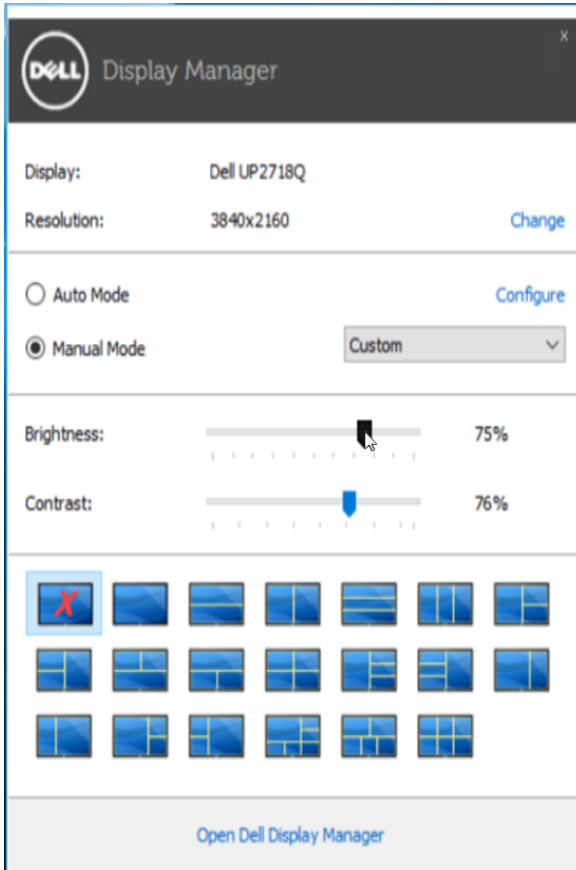 DELL Display Manager x
Display: Dell UP2718Q
Resolution: 3840x2160 Change
Auto Mode Configure
Manual Mode Custom
Brightness: 75%
Contrast: 76%
X
Open Dell Display Manager